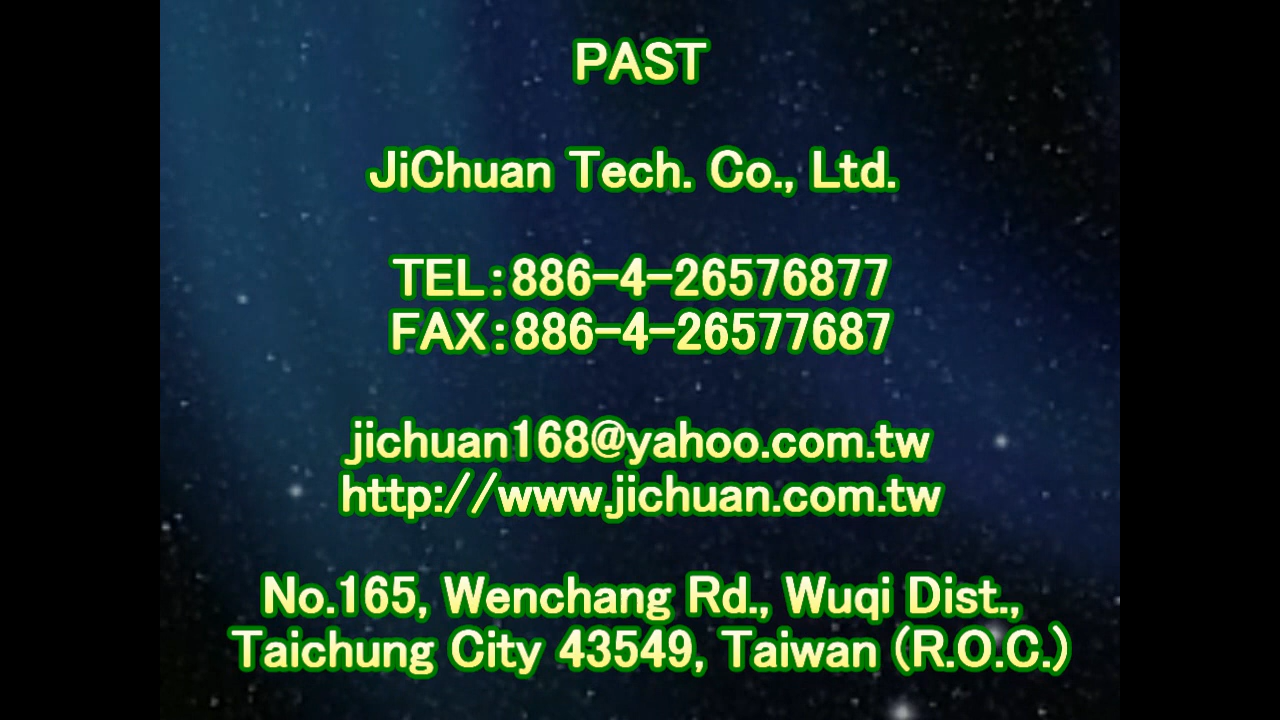 PAST
JiChuan Tech. Co., Ltd.
TEL:886-4-26576877
FAX:886-4-26577687
jichuan168@yahoo.com.tw
http://www.jichuan.com.tw
No.165, Wenchang Rd., Wuqi Dist.,
Taichung City 43549, Taiwan (R.O.C.)